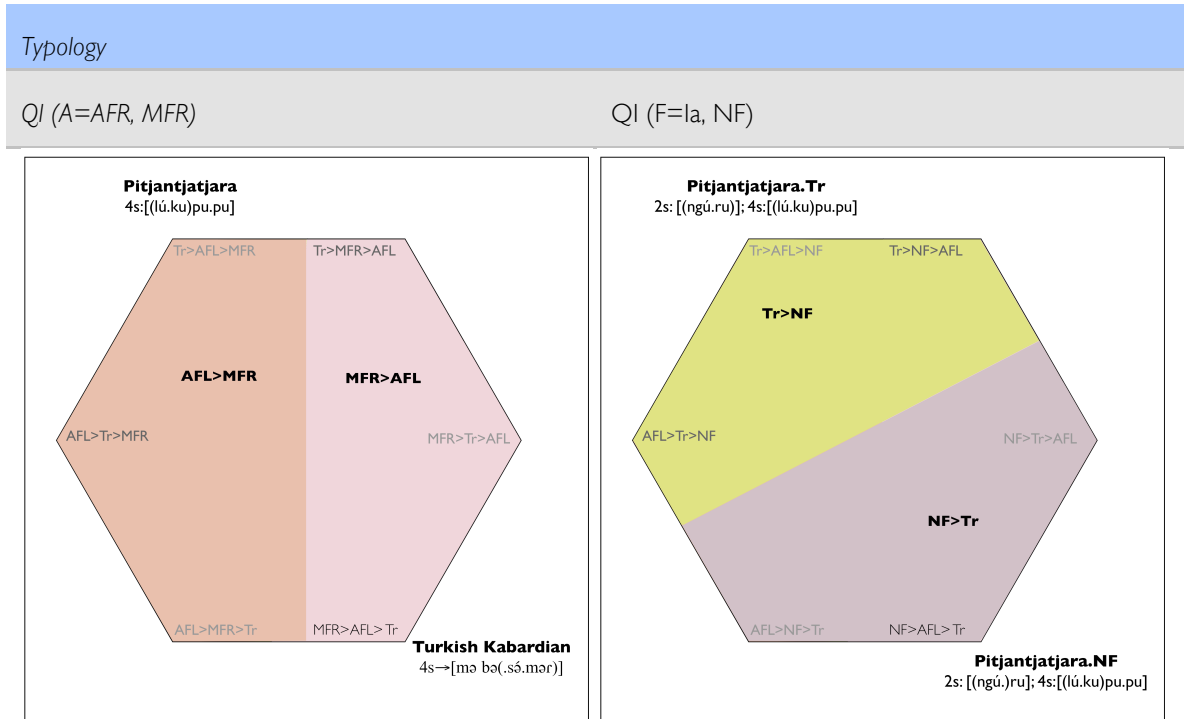 Typology
QI (A=AFR, MFR)
QI (F=Ia, NF)
Pitjantjatjara
4s:[(lú.ku)pu.pu]
Tr>AFL>MFR
Tr>MFR>AFL
AFL>MFR
MFR>AFL
AFL>Tr>MFR
MFR>Tr>AFL
AFL>MFR>Tr
MFR>AFL> Tr
Turkish Kabardian
4s→[mə bə(.sə́.məɾ)]
Pitjantjatjara.Tr
2s: [(ngú.ru)]; 4s:[(lú.ku)pu.pu]
Tr>AFL>NF
Tr>NF>AFL
Tr>NF
AFL>Tr>NF
NF>Tr>AFL
NF>Tr
AFL>NF>Tr
NF>AFL> Tr
Pitjantjatjara.NF
2s: [(ngú.)ru]; 4s:[(lú.ku)pu.pu]